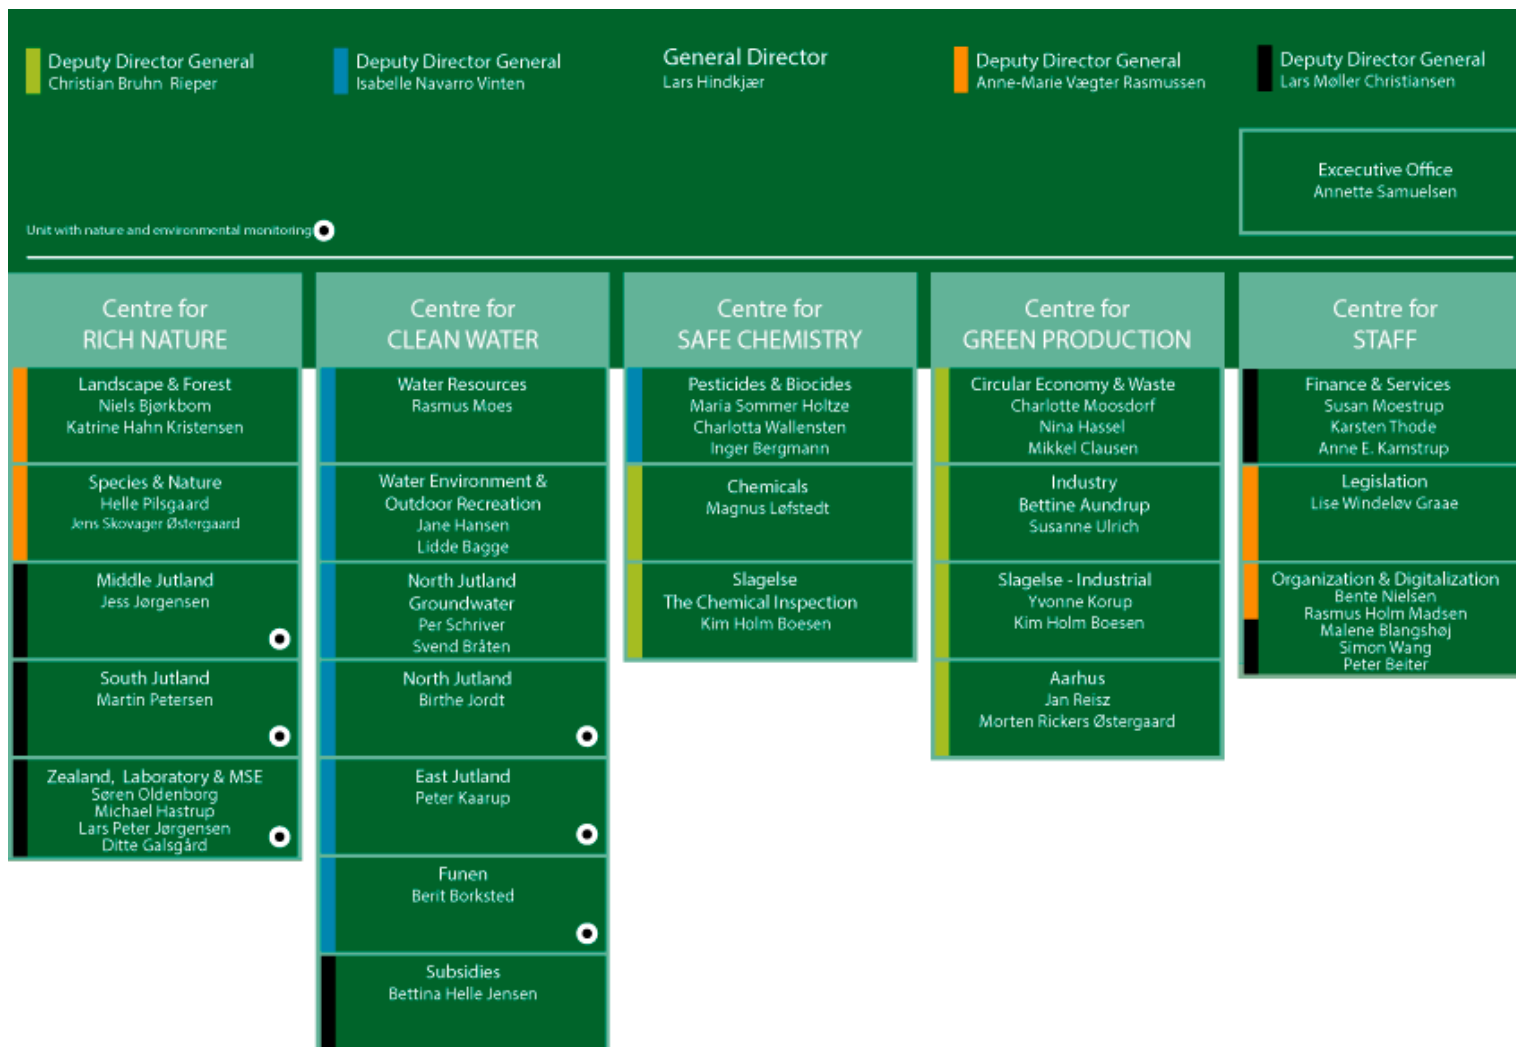 Deputy Director General
Christian Bruhn Rieper
Deputy Director General
Isabelle Navarro Vinten
General Director
Lars Hindkjær
Deputy Director General
Anne-Marie Vægter Rasmussen
Deputy Director General
Lars Møller Christiansen
Excecutive Office
Annette Samuelsen
Unit with nature and environmental monitoring
Centre for
RICH NATURE
Landscape & Forest
Niels Bjørkbom
Katrine Hahn Kristensen
Species & Nature
Helle Pilsgaard
Jens Skovager Østergaard
Middle Jutland
Jess Jørgensen
South Jutland
Martin Petersen
Zealand, Laboratory & MSE
Søren Oldenborg
Michael Hastrup
Lars Peter Jørgensen
Ditte Galsgård
Centre for
CLEAN WATER
Water Resources
Rasmus Moes
Water Environment &
Outdoor Recreation
Jane Hansen
Lidde Bagge
North Jutland
Groundwater
Per Schriver
Svend Bråten
North Jutland
Birthe Jordt
East Jutland
Peter Kaarup
Funen
Berit Borksted
Subsidies
Bettina Helle Jensen
Centre for
SAFE CHEMISTRY
Pesticides & Biocides
Maria Sommer Holtze
Charlotta Wallensten
Inger Bergmann
Chemicals
Magnus Løfstedt
Slagelse
The Chemical Inspection
Kim Holm Boesen
Centre for
GREEN PRODUCTION
Circular Economy & Waste
Charlotte Moosdorf
Nina Hassel
Mikkel Clausen
Industry
Bettine Aundrup
Susanne Ulrich
Slagelse - Industrial
Yvonne Korup
Kim Holm Boesen
Aarhus
Jan Reisz
Morten Rickers Østergaard
Centre for
STAFF
Finance & Services
Susan Moestrup
Karsten Thode
Anne E. Kamstrup
Legislation
Lise Windeløv Graae
Organization & Digitalization
Bente Nielsen
Rasmus Holm Madsen
Malene Blangshøj
Simon Wang
Peter Beiter